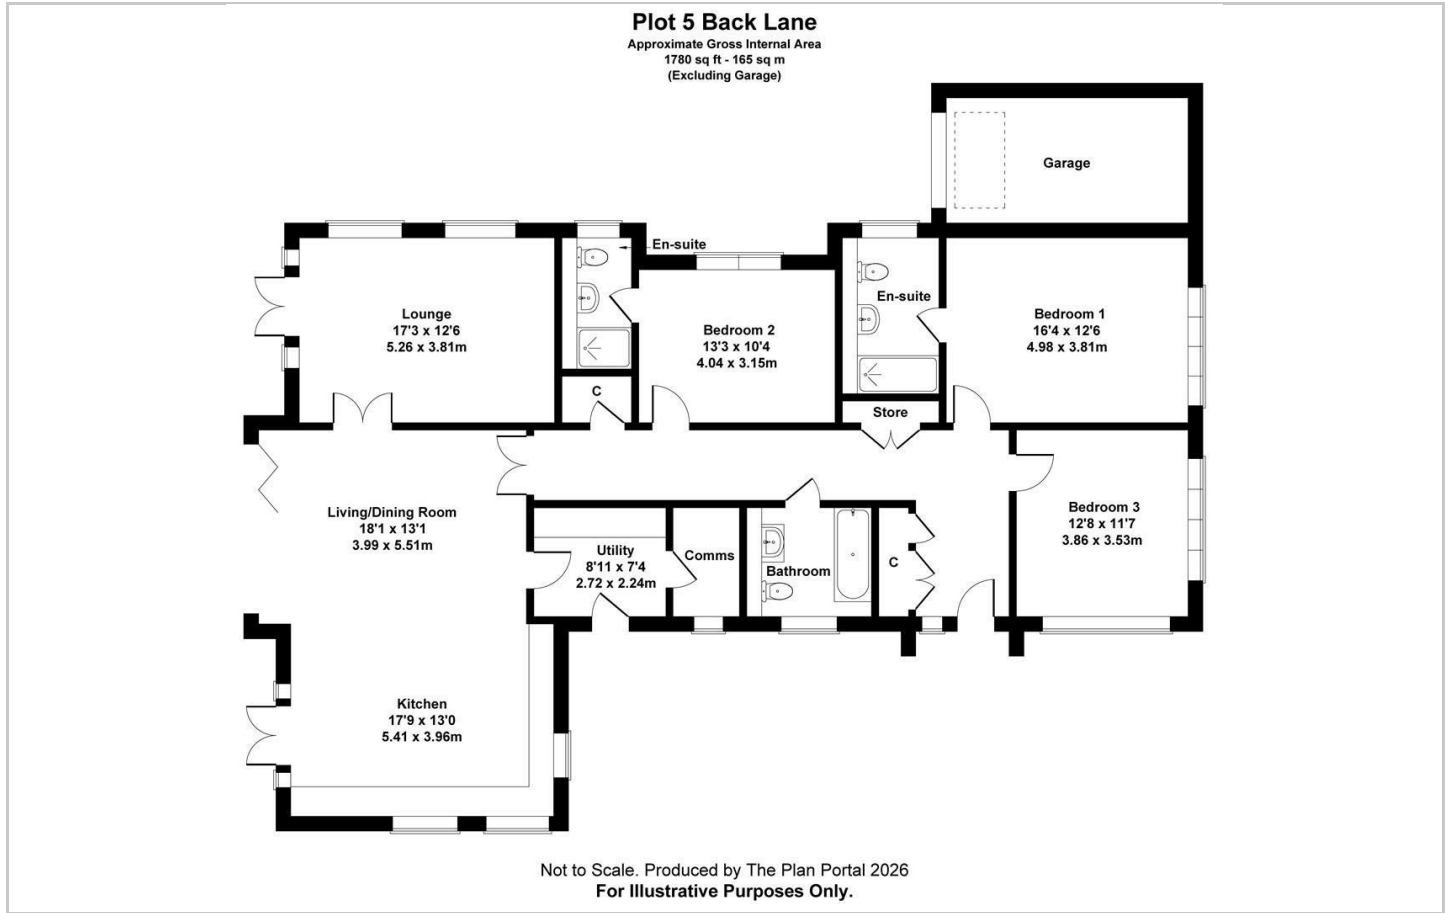 Plot 5 Back Lane
Approximate Gross Internal Area
1780 sq ft - 165 sq m
(Excluding Garage)
Garage
En-suite
Lounge
17'3 x 12'6
5.26 x 3.81m
Bedroom 2
13'3 x 10'4
4.04 x 3.15m
En-suite
Bedroom 1
16'4 x 12'6
4.98 x 3.81m
C
Store
Living/Dining Room
18'1 x 13'1
3.99 x 5.51m
Utility
8'11 x 7'4
2.72 x 2.24m
Comms
Bathroom
C
Bedroom 3
12'8 x 11'7
3.86 x 3.53m
Kitchen
17'9 x 13'0
5.41 x 3.96m
Not to Scale. Produced by The Plan Portal 2026
For Illustrative Purposes Only.